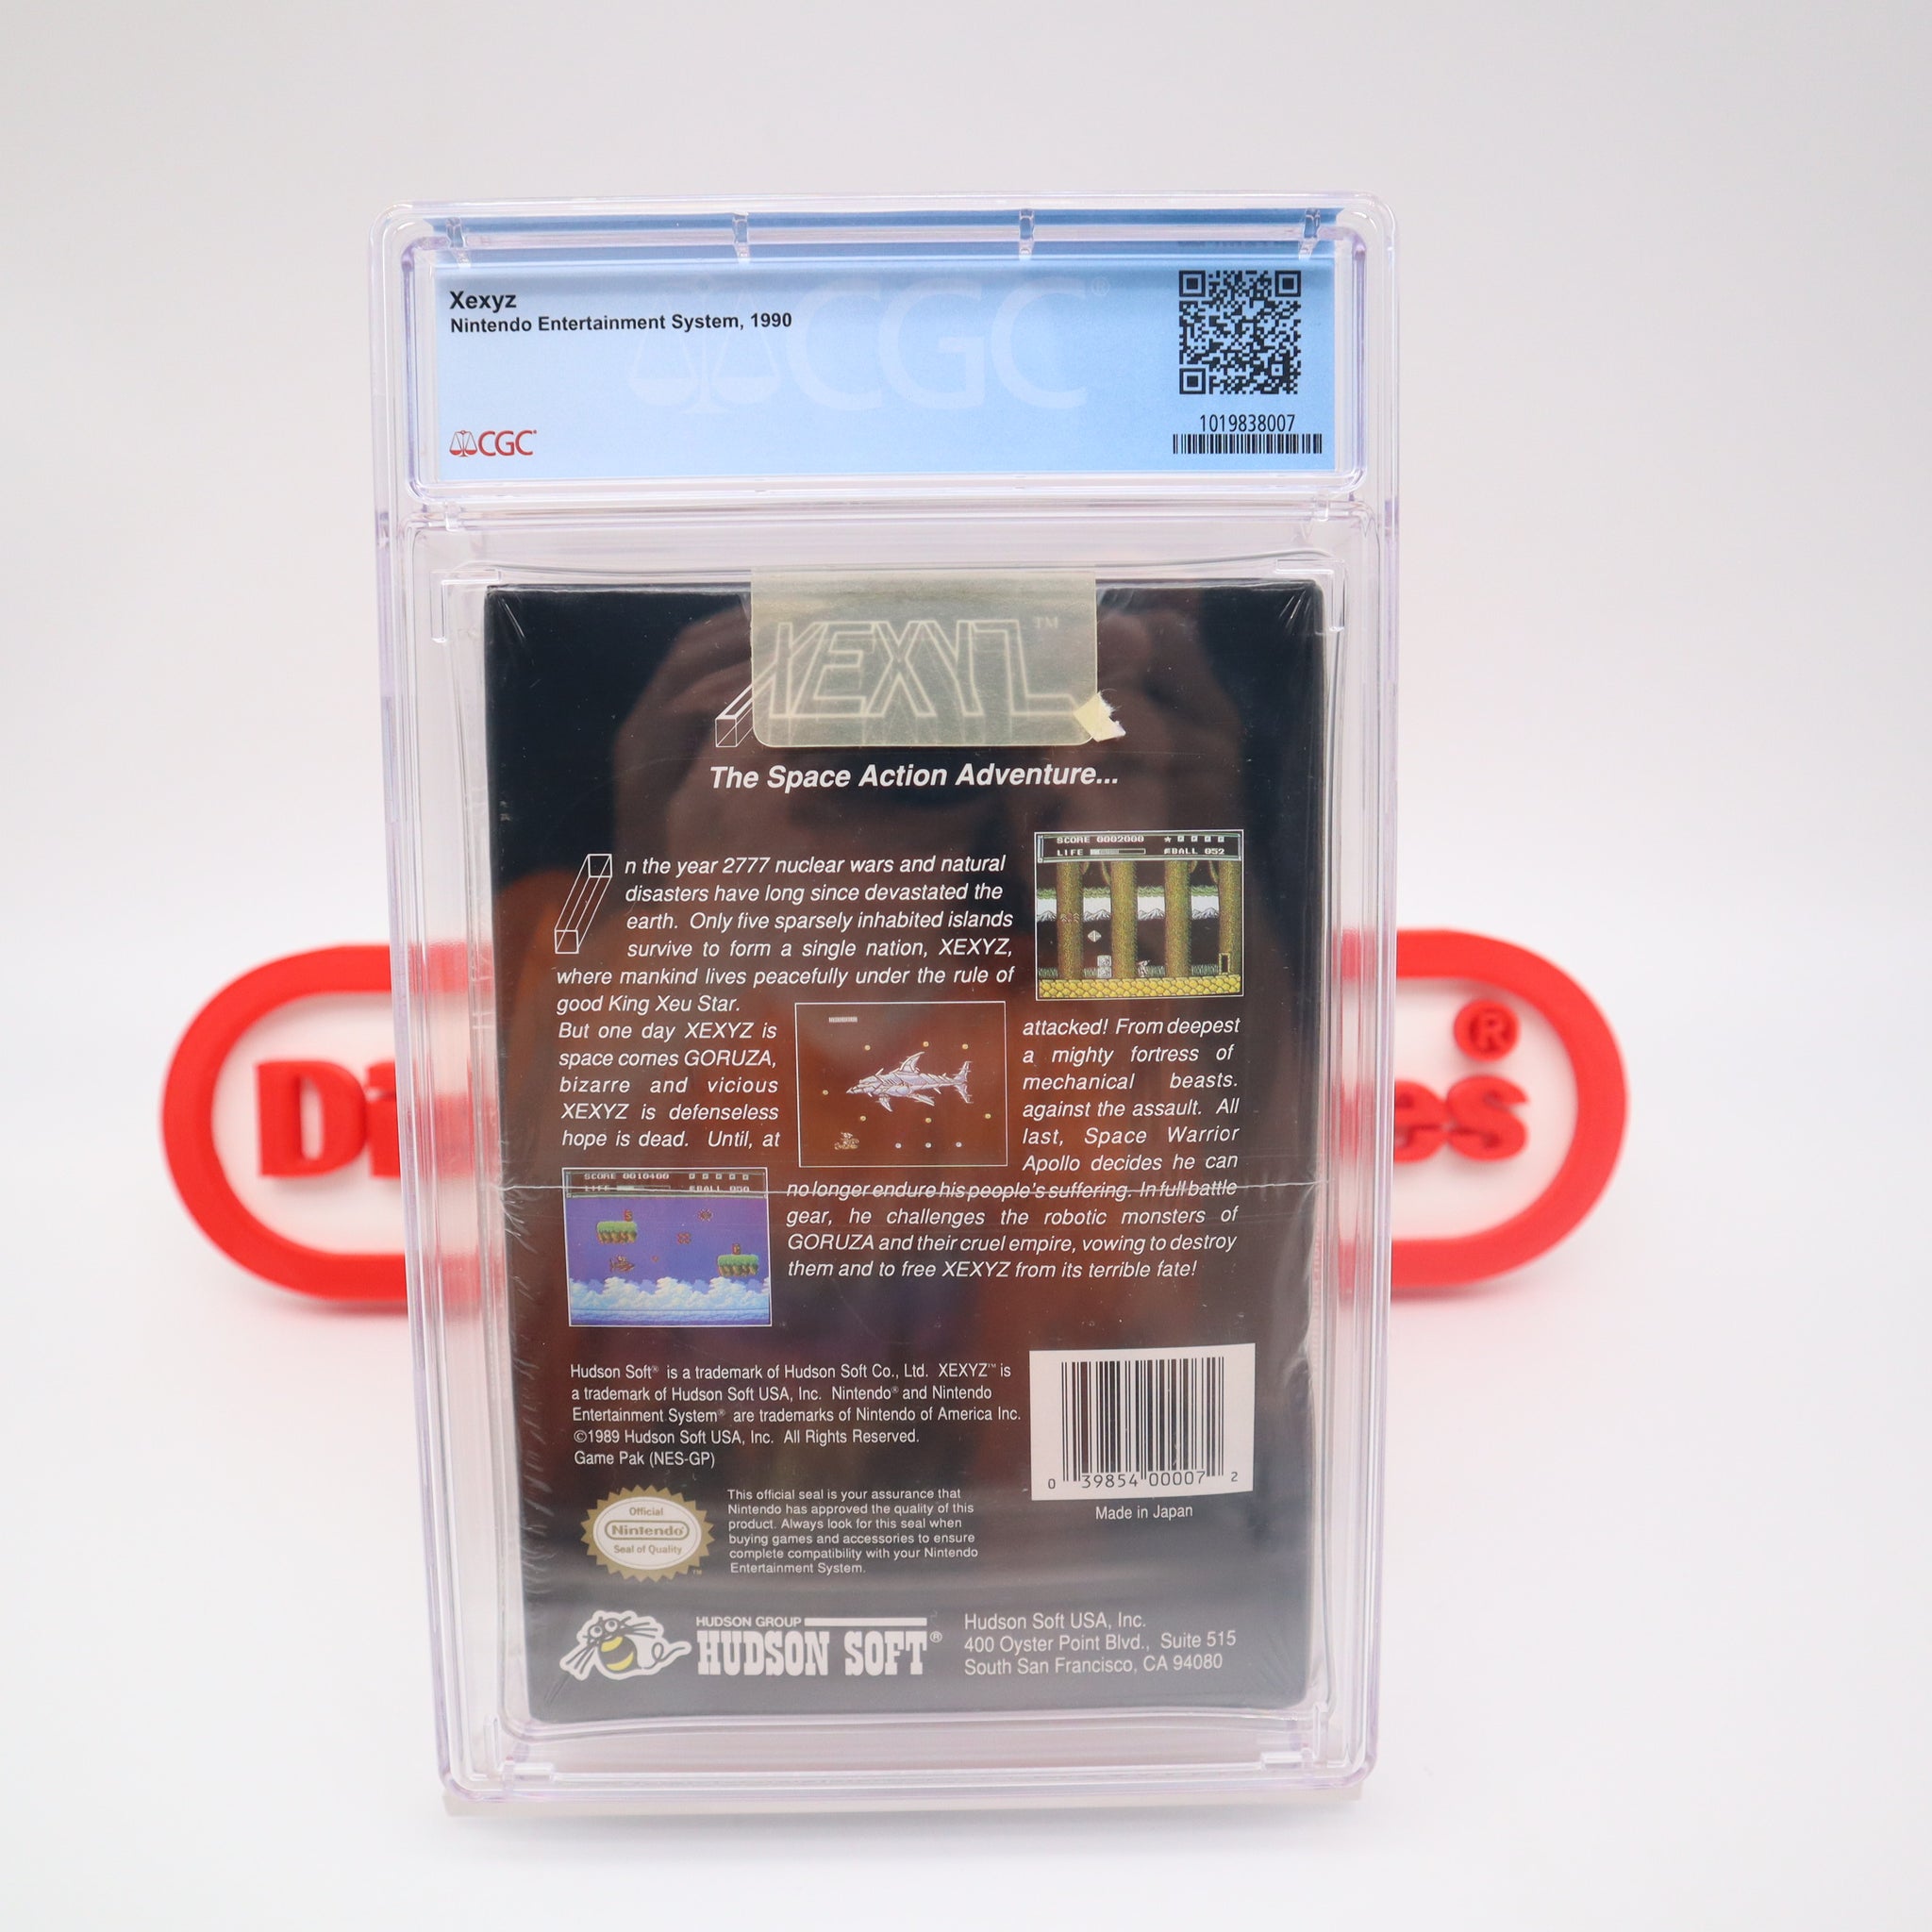 Xexyz
Nintendo Entertainment System, 1990
CGC®
CGC
1019838007
XEXYZ™
The Space Action Adventure...
In the year 2777 nuclear wars and natural
disasters have long since devastated the
earth. Only five sparsely inhabited islands
survive to form a single nation, XEXYZ,
where mankind lives peacefully under the rule of
good King Xeu Star.
But one day XEXYZ is attacked! From deepest
space comes GORUZA, a mighty fortress of
bizarre and vicious mechanical beasts.
XEXYZ is defenseless against the assault. All
hope is dead. Until, at last, Space Warrior
Apollo decides he can
no longer endure his people's suffering. In full battle
gear, he challenges the robotic monsters of
GORUZA and their cruel empire, vowing to destroy
them and to free XEXYZ from its terrible fate!
SCORE 0002000
LIFE BALL 052
SCORE 0010400
LIFE BALL 050
Hudson Soft® is a trademark of Hudson Soft Co., Ltd. XEXYZ™ is
a trademark of Hudson Soft USA, Inc. Nintendo® and Nintendo
Entertainment System® are trademarks of Nintendo of America Inc.
©1989 Hudson Soft USA, Inc. All Rights Reserved.
Game Pak (NES-GP)
0 39854 00007 2
Made in Japan
Official
Nintendo
Seal of Quality
™
This official seal is your assurance that
Nintendo has approved the quality of this
product. Always look for this seal when
buying games and accessories to ensure
complete compatibility with your Nintendo
Entertainment System.
HUDSON GROUP
HUDSON SOFT®
Hudson Soft USA, Inc.
400 Oyster Point Blvd., Suite 515
South San Francisco, CA 94080
®